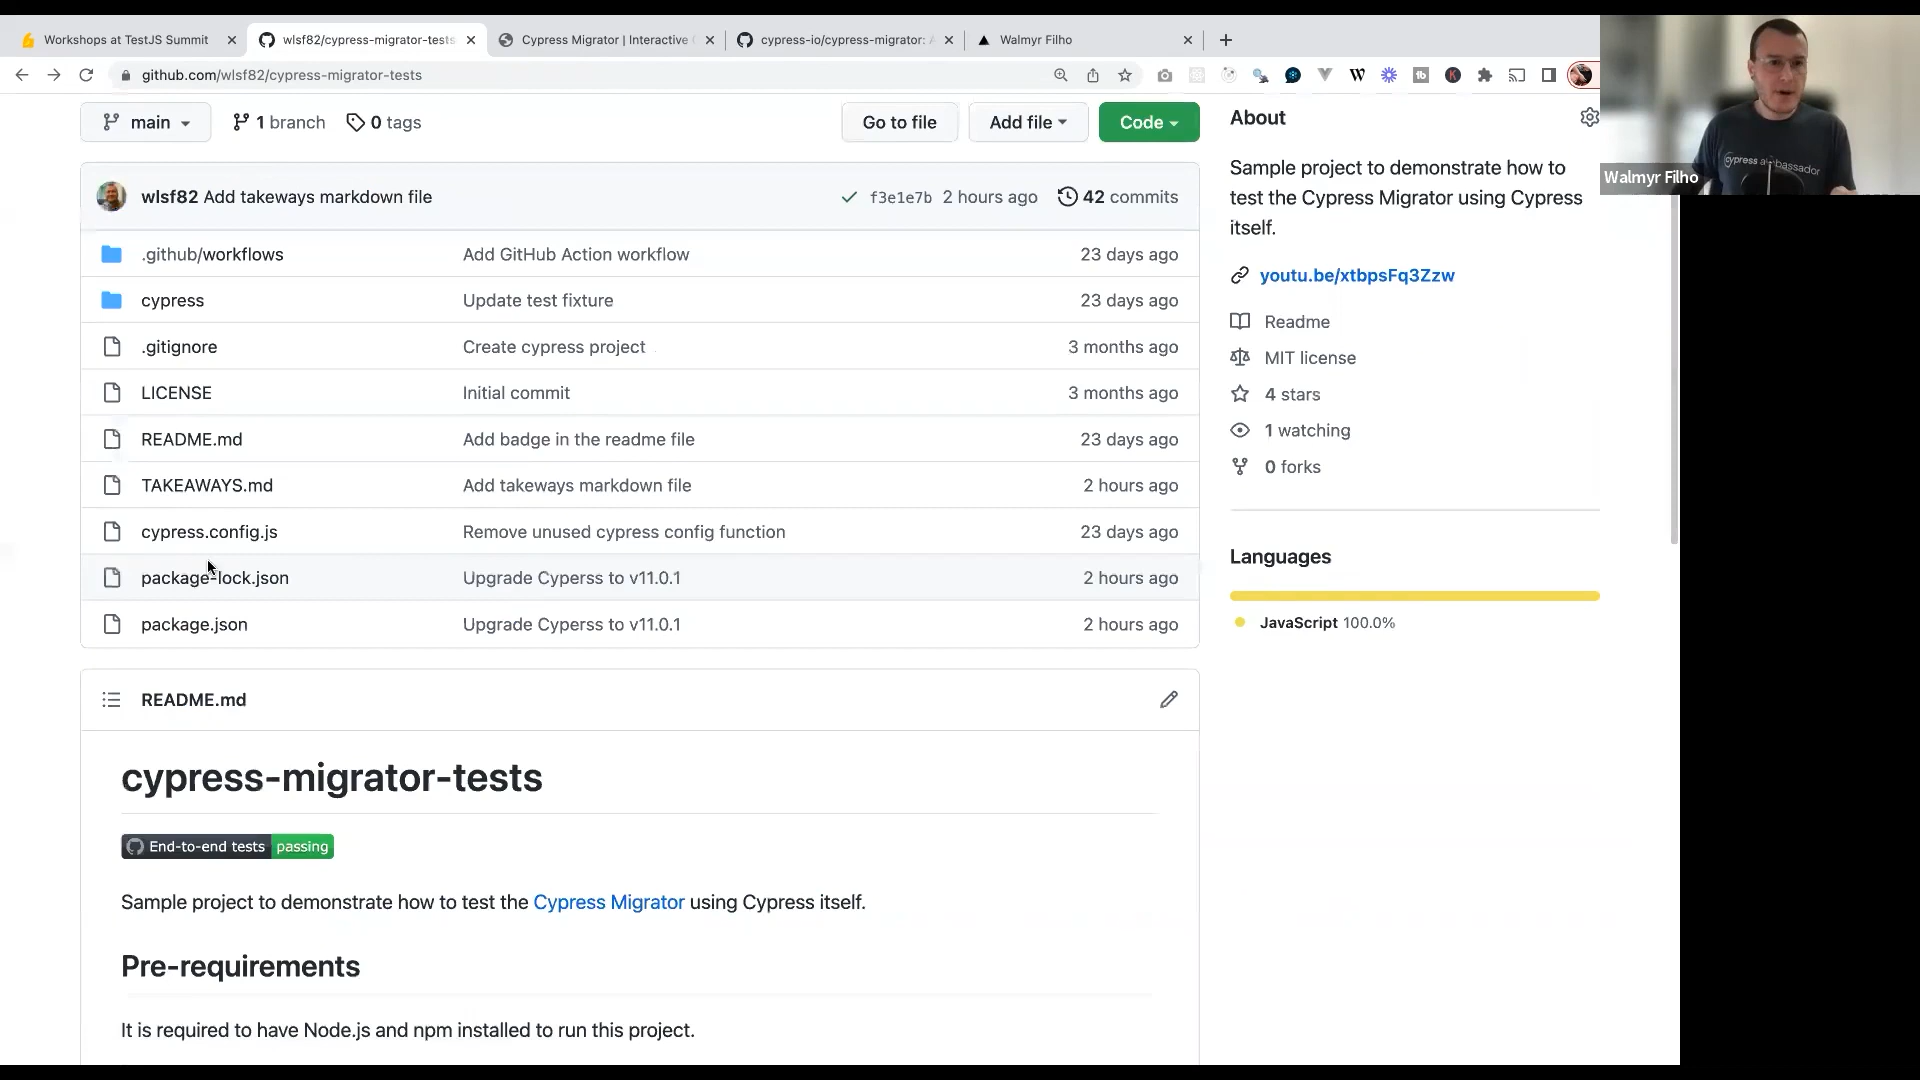 Workshops at TestJS Summit
wlsf82/cypress-migrator-tests
Cypress Migrator | Interactive
cypress-io/cypress-migrator: A
Walmyr Filho
github.com/wlsf82/cypress-migrator-tests
main
1 branch
0 tags
Go to file
Add file
Code
wlsf82 Add takeways markdown file
f3e1e7b 2 hours ago
42 commits
.github/workflows Add GitHub Action workflow 23 days ago
cypress Update test fixture 23 days ago
.gitignore Create cypress project 3 months ago
LICENSE Initial commit 3 months ago
README.md Add badge in the readme file 23 days ago
TAKEAWAYS.md Add takeways markdown file 2 hours ago
cypress.config.js Remove unused cypress config function 23 days ago
package-lock.json Upgrade Cyperss to v11.0.1 2 hours ago
package.json Upgrade Cyperss to v11.0.1 2 hours ago
README.md
cypress-migrator-tests
End-to-end tests passing
Sample project to demonstrate how to test the Cypress Migrator using Cypress itself.
Pre-requirements
It is required to have Node.js and npm installed to run this project.
About
Sample project to demonstrate how to
test the Cypress Migrator using Cypress
itself.
youtu.be/xtbpsFq3Zzw
Readme
MIT license
4 stars
1 watching
0 forks
Languages
JavaScript 100.0%
cypress ambassador
Walmyr Filho